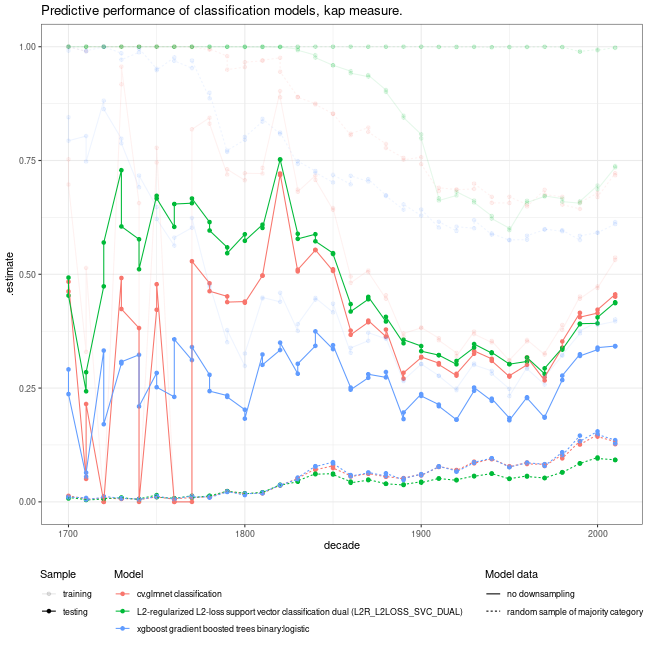 Predictive performance of classification models, kap measure.
1.00
0.75
0.50
0.25
0.00
.estimate
1700
1800
1900
2000
decade
Sample
training
testing
Model
cv.glmnet classification
L2-regularized L2-loss support vector classification dual (L2R_L2LOSS_SVC_DUAL)
xgboost gradient boosted trees binary:logistic
Model data
no downsampling
random sample of majority category